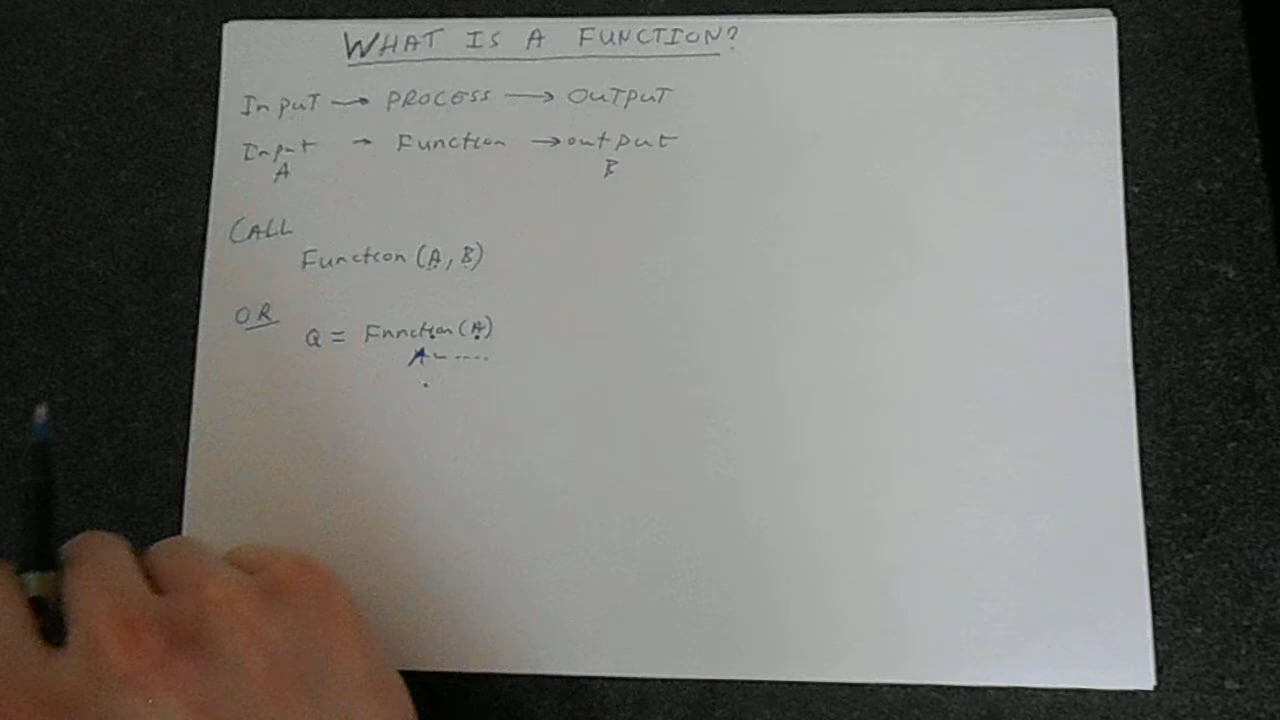 WHAT IS A FUNCTION?
InPUT → PROCESS → OUTPUT
Input → Function → output
A B
CALL
Function (A, B)
OR
Q = Function (A)
A - ....